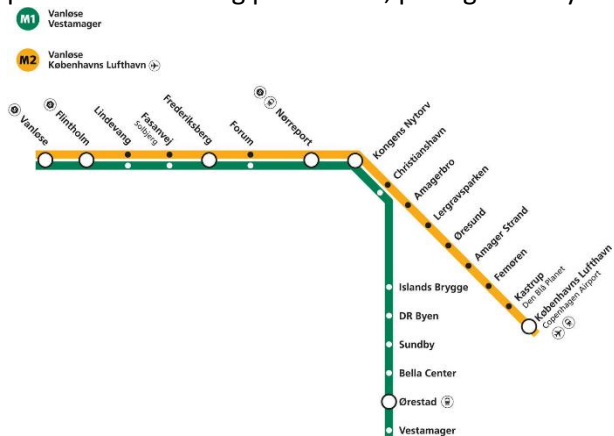 M1 Vanløse
Vestamager
M2 Vanløse
Københavns Lufthavn
Vanløse
Flintholm
Lindevang
Fasanvej
Solbjerg
Frederiksberg
Forum
Nørreport
Kongens Nytorv
Christianshavn
Amagerbro
Lergravsparken
Øresund
Amager Strand
Femøren
Kastrup
Den Blå Planet
Københavns Lufthavn
Copenhagen Airport
Islands Brygge
DR Byen
Sundby
Bella Center
Ørestad
Vestamager